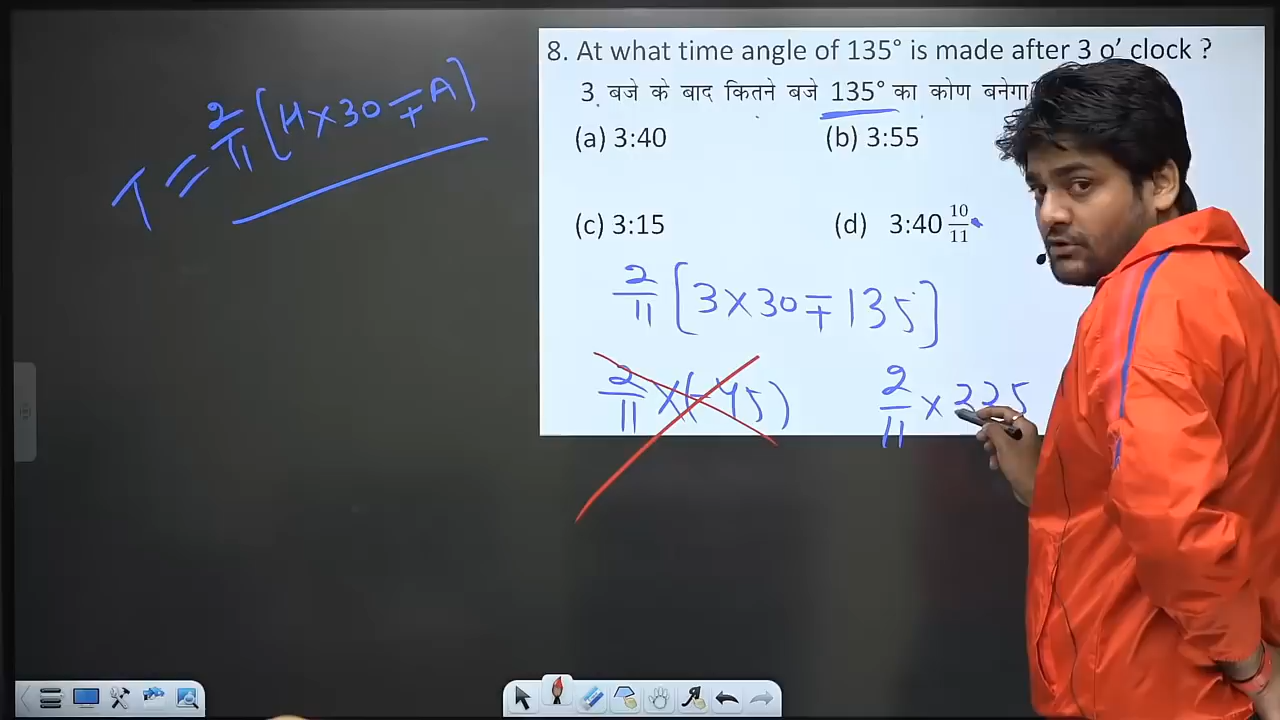 8. At what time angle of 135° is made after 3 o' clock ?
3 बजे के बाद कितने बजे 135° का कोण बनेगा
(a) 3:40
(b) 3:55
(c) 3:15
(d) 3:40 10/11
T = 2/11 [H×30 ∓ A]
2/11 [3×30 ∓ 135]
2/11 ×(-45)
2/11 × 225